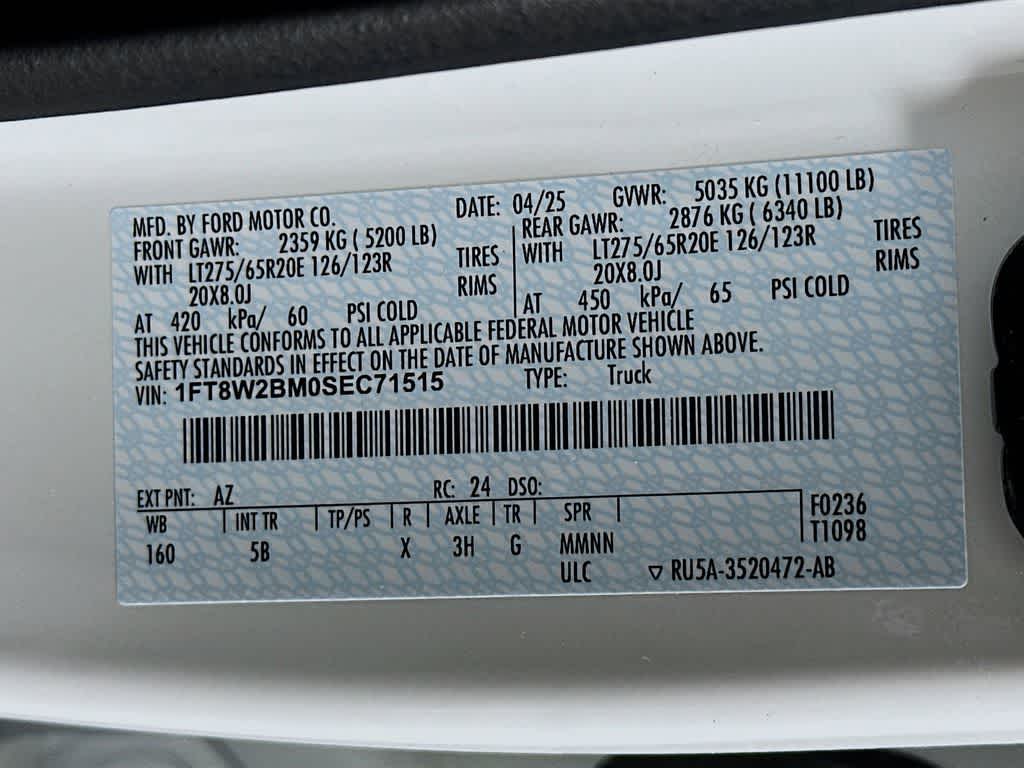 MFD. BY FORD MOTOR CO. DATE: 04/25 GVWR: 5035 KG (11100 LB)
FRONT GAWR: 2359 KG ( 5200 LB)
WITH LT275/65R20E 126/123R TIRES
20X8.0J RIMS
AT 420 kPa/ 60 PSI COLD
REAR GAWR: 2876 KG ( 6340 LB)
WITH LT275/65R20E 126/123R TIRES
20X8.0J RIMS
AT 450 kPa/ 65 PSI COLD
THIS VEHICLE CONFORMS TO ALL APPLICABLE FEDERAL MOTOR VEHICLE
SAFETY STANDARDS IN EFFECT ON THE DATE OF MANUFACTURE SHOWN ABOVE.
VIN: 1FT8W2BM0SEC71515 TYPE: Truck
EXT PNT: AZ RC: 24 DSO:
WB INT TR TP/PS R AXLE TR SPR F0236
160 5B X 3H G MMNN T1098
ULC ▽ RU5A-3520472-AB